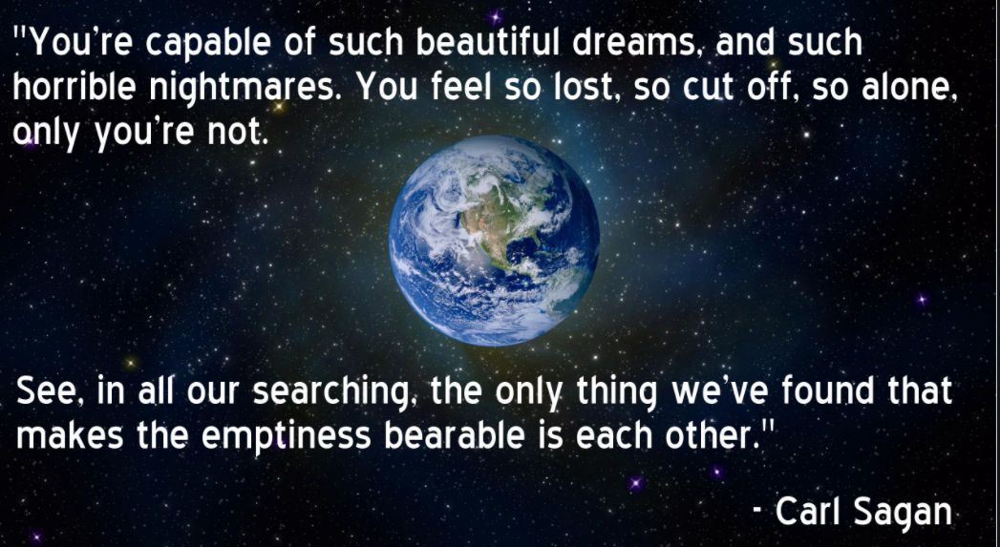 "You're capable of such beautiful dreams, and such
horrible nightmares. You feel so lost, so cut off, so alone,
only you're not.
See, in all our searching, the only thing we've found that
makes the emptiness bearable is each other."
- Carl Sagan